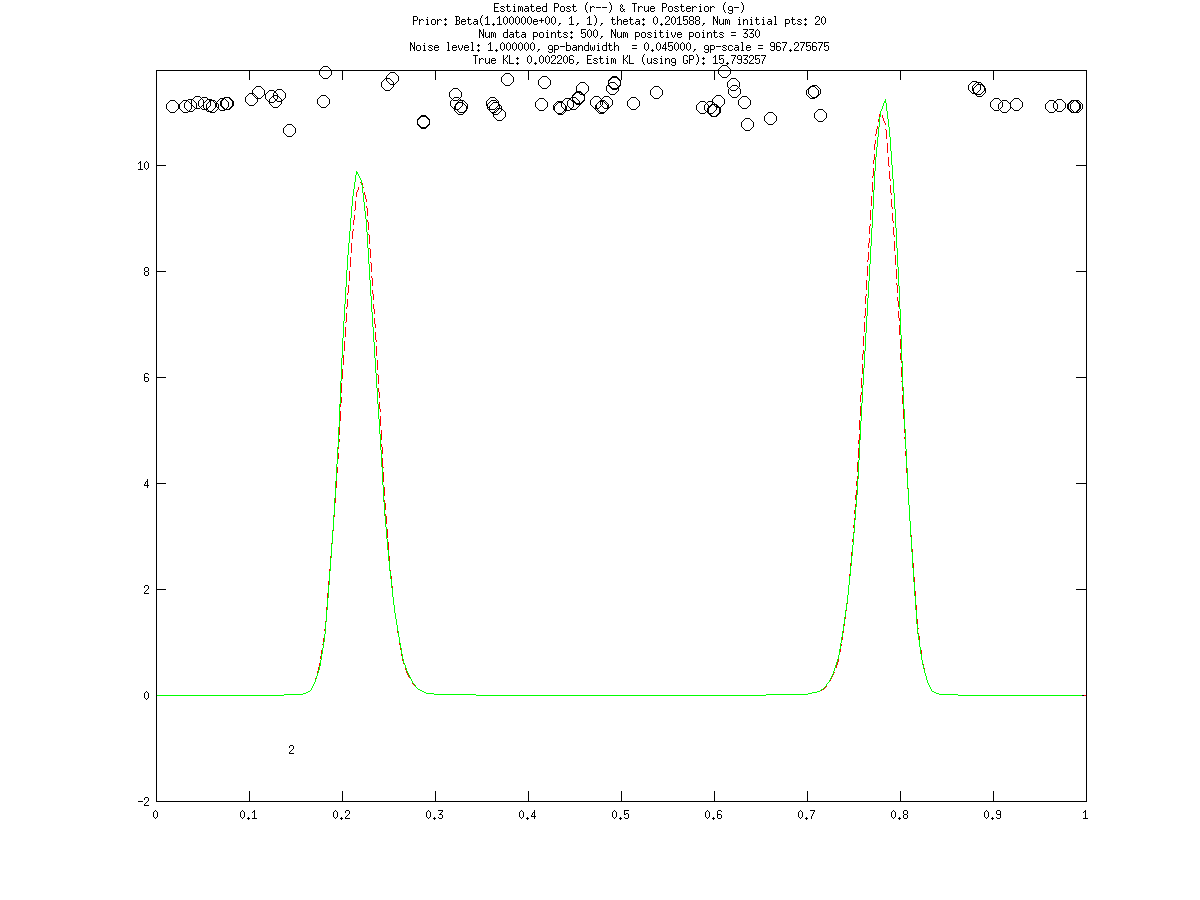 Estimated Post (r--) & True Posterior (g-)
Prior: Beta(1.100000e+00, 1, 1), theta: 0.201588, Num initial pts: 20
Num data points: 500, Num positive points = 330
Noise level: 1.000000, gp-bandwidth  = 0.045000, gp-scale = 967.275675
True KL: 0.002206, Estim KL (using GP): 15.793257
10
8
6
4
2
0
2
-2
0 0.1 0.2 0.3 0.4 0.5 0.6 0.7 0.8 0.9 1